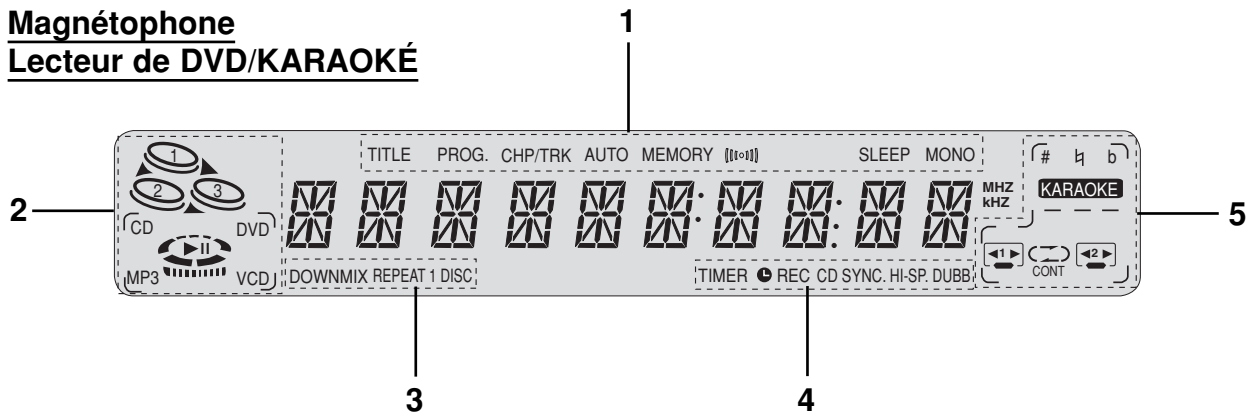 Magnétophone
Lecteur de DVD/KARAOKÉ
1
TITLE PROG. CHP/TRK AUTO MEMORY SLEEP MONO
# ♮ b
1
2 3
MHZ
kHZ
KARAOKE
2
5
CD DVD
MP3 VCD
1 2
CONT
DOWNMIX REPEAT 1 DISC
TIMER REC CD SYNC. HI-SP. DUBB
3 4